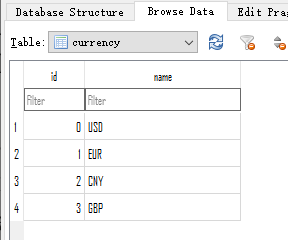 Database Structure Browse Data Edit Pra
Table: currency
id name
Filter Filter
1 0 USD
2 1 EUR
3 2 CNY
4 3 GBP